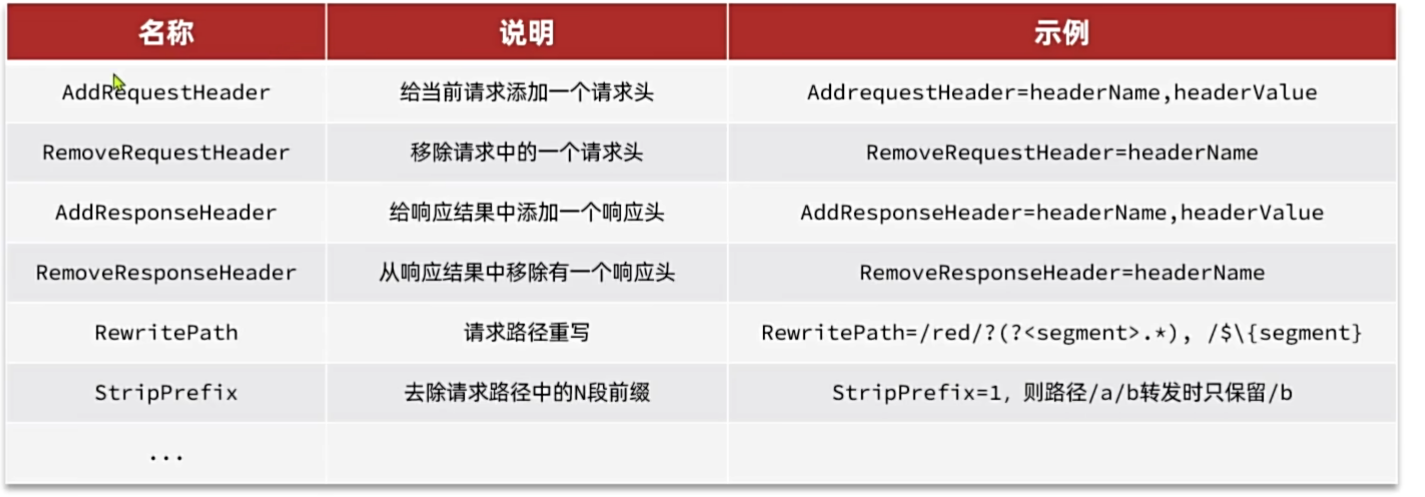 名称 说明 示例
AddRequestHeader 给当前请求添加一个请求头 AddrequestHeader=headerName,headerValue
RemoveRequestHeader 移除请求中的一个请求头 RemoveRequestHeader=headerName
AddResponseHeader 给响应结果中添加一个响应头 AddResponseHeader=headerName,headerValue
RemoveResponseHeader 从响应结果中移除有一个响应头 RemoveResponseHeader=headerName
RewritePath 请求路径重写 RewritePath=/red/?(?<segment>.*), /$\{segment}
StripPrefix 去除请求路径中的N段前缀 StripPrefix=1, 则路径/a/b转发时只保留/b
...